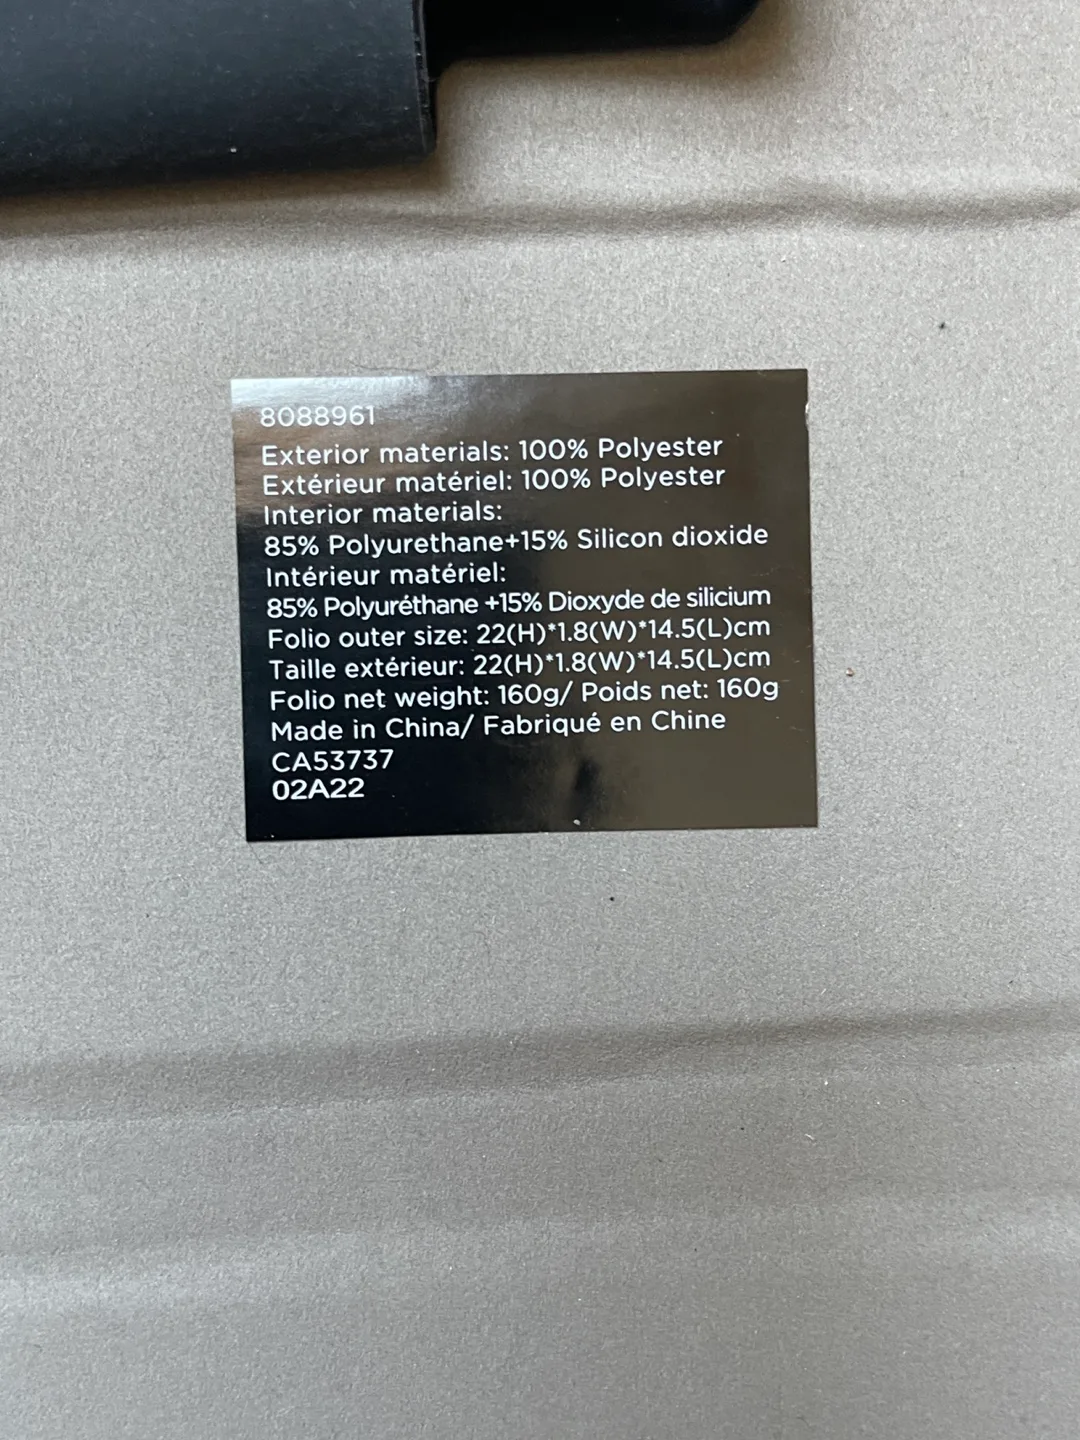 8088961
Exterior materials: 100% Polyester
Extérieur matériel: 100% Polyester
Interior materials:
85% Polyurethane+15% Silicon dioxide
Intérieur matériel:
85% Polyuréthane +15% Dioxyde de silicium
Folio outer size: 22(H)*1.8(W)*14.5(L)cm
Taille extérieur: 22(H)*1.8(W)*14.5(L)cm
Folio net weight: 160g/ Poids net: 160g
Made in China/ Fabriqué en Chine
CA53737
02A22